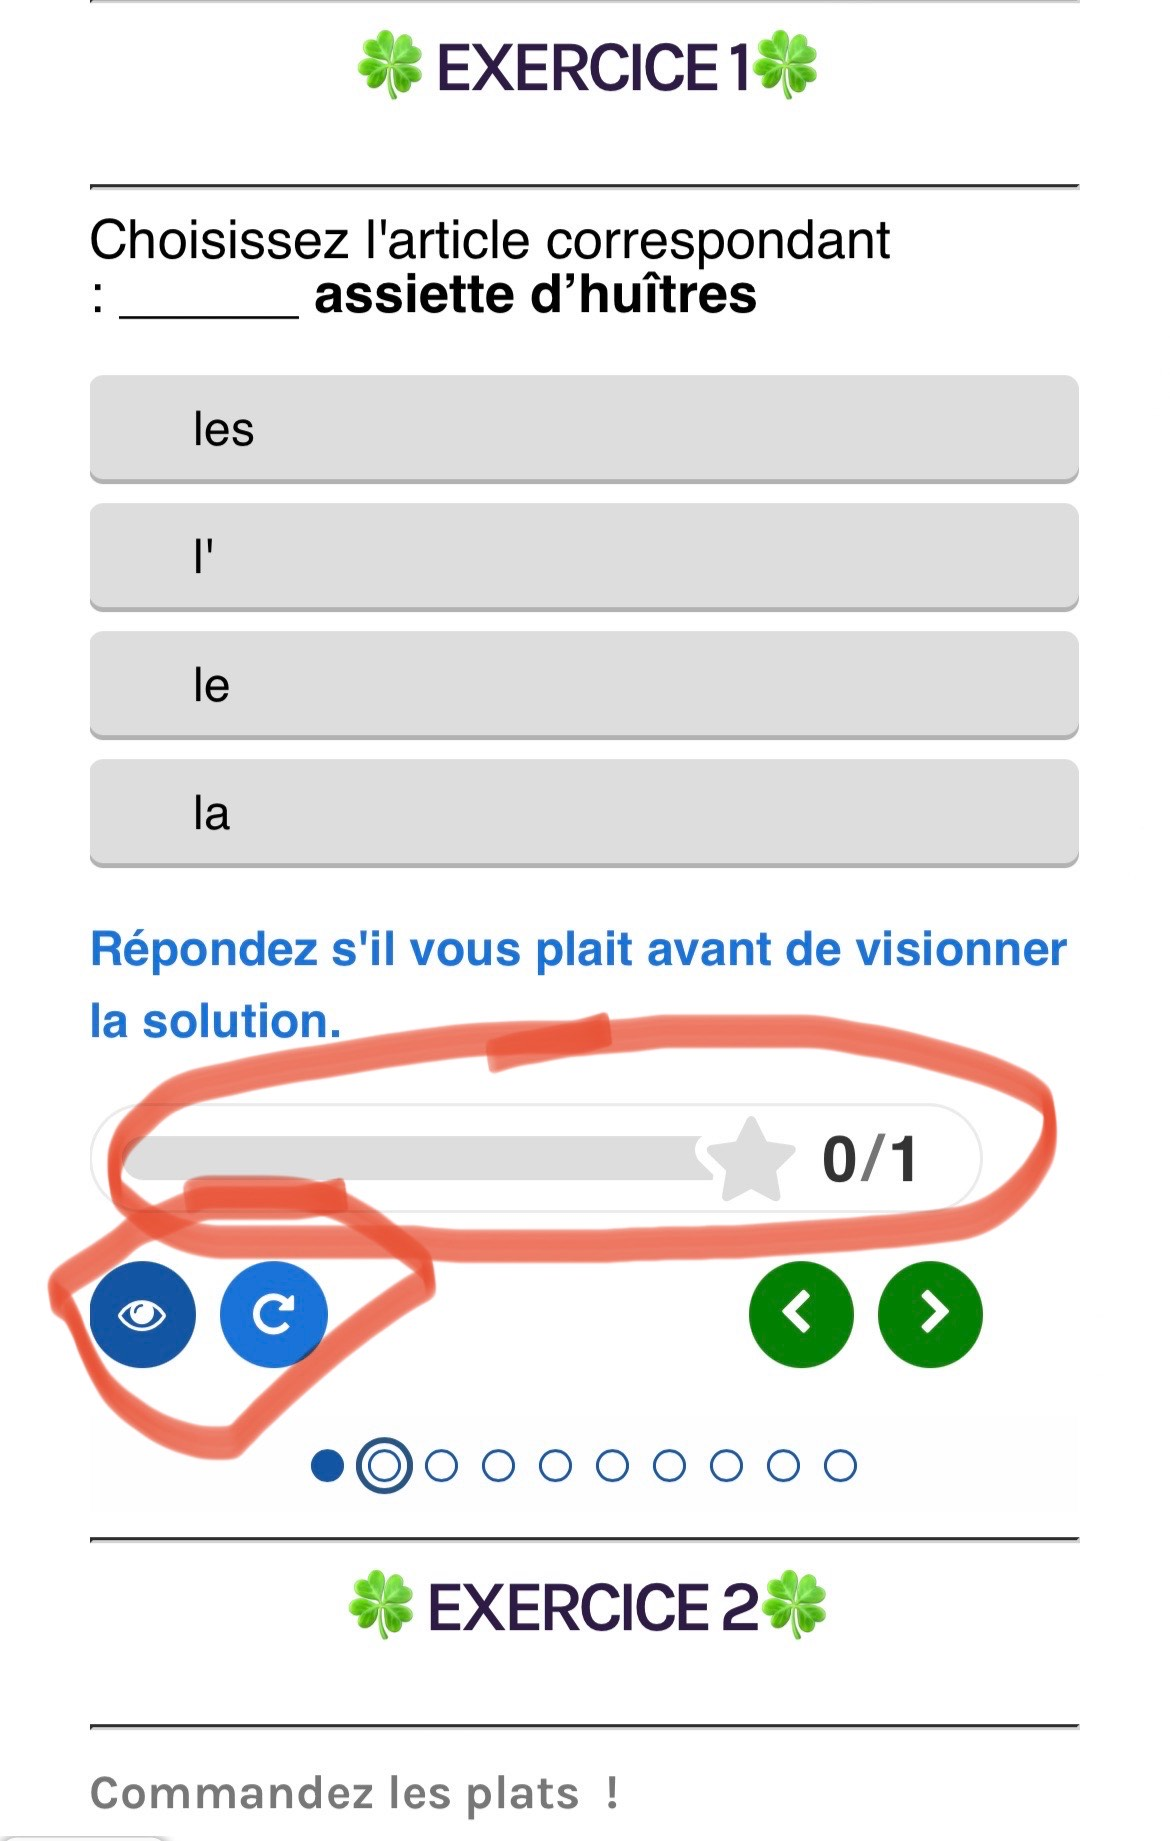 EXERCICE 1
Choisissez l'article correspondant
: _______ assiette d’huîtres
les
l'
le
la
Répondez s'il vous plait avant de visionner
la solution.
0/1
EXERCICE 2
Commandez les plats !